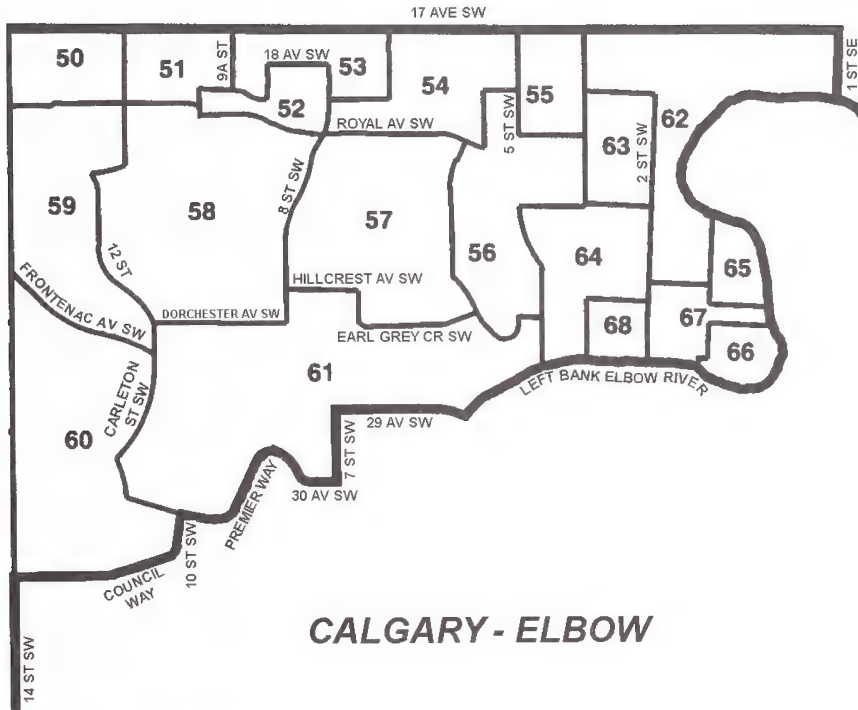 17 AVE SW
1 ST SE
50
51
9A ST
18 AV SW
53
54
55
52
5 ST SW
62
ROYAL AV SW
63
2 ST SW
59
58
8 ST SW
57
56
64
65
12 ST
HILLCREST AV SW
FRONTENAC AV SW
DORCHESTER AV SW
67
68
EARL GREY CR SW
66
61
LEFT BANK ELBOW RIVER
CARLETON
ST SW
60
29 AV SW
7 ST SW
PREMIER WAY
30 AV SW
10 ST SW
COUNCIL
WAY
CALGARY - ELBOW
14 ST SW